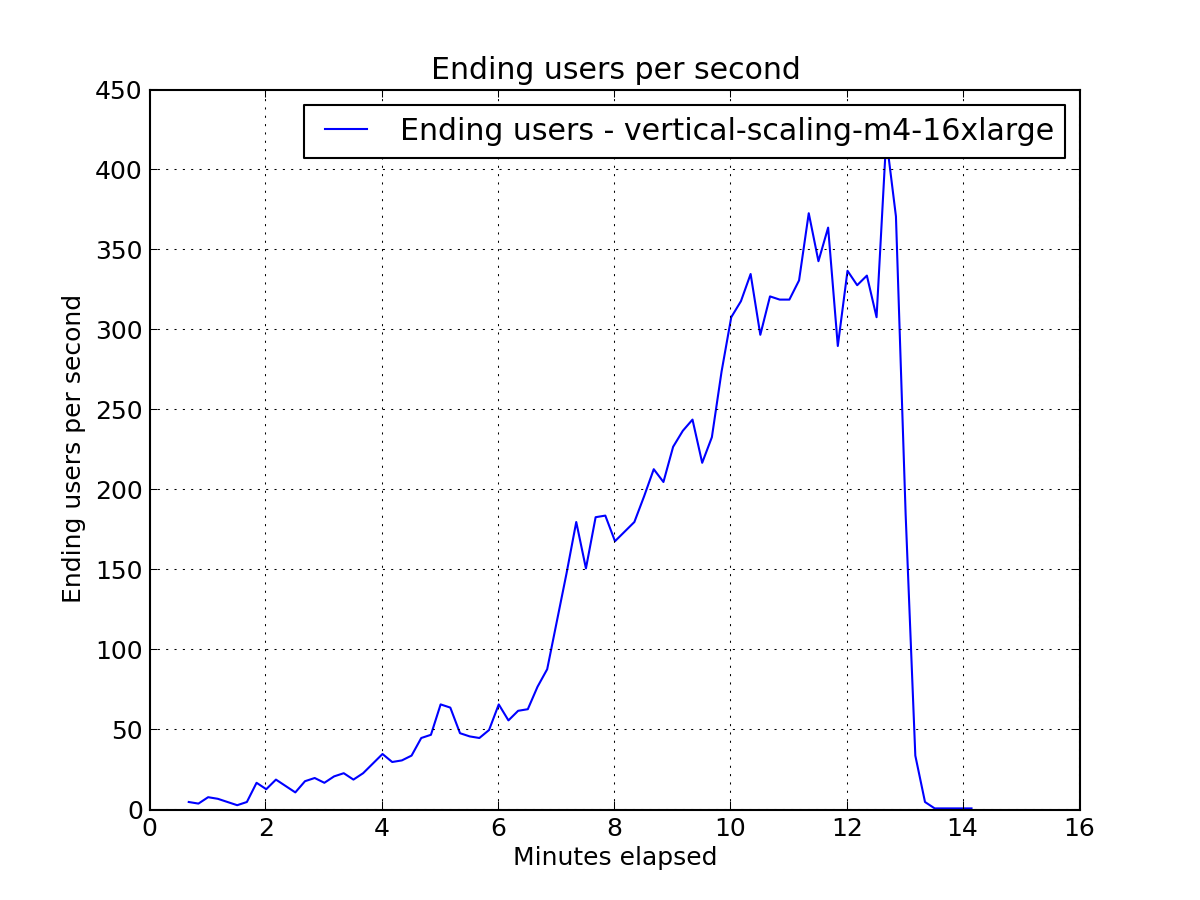 Ending users per second
Ending users - vertical-scaling-m4-16xlarge
450
400
350
300
250
200
150
100
50
0
Ending users per second
0 2 4 6 8 10 12 14 16
Minutes elapsed